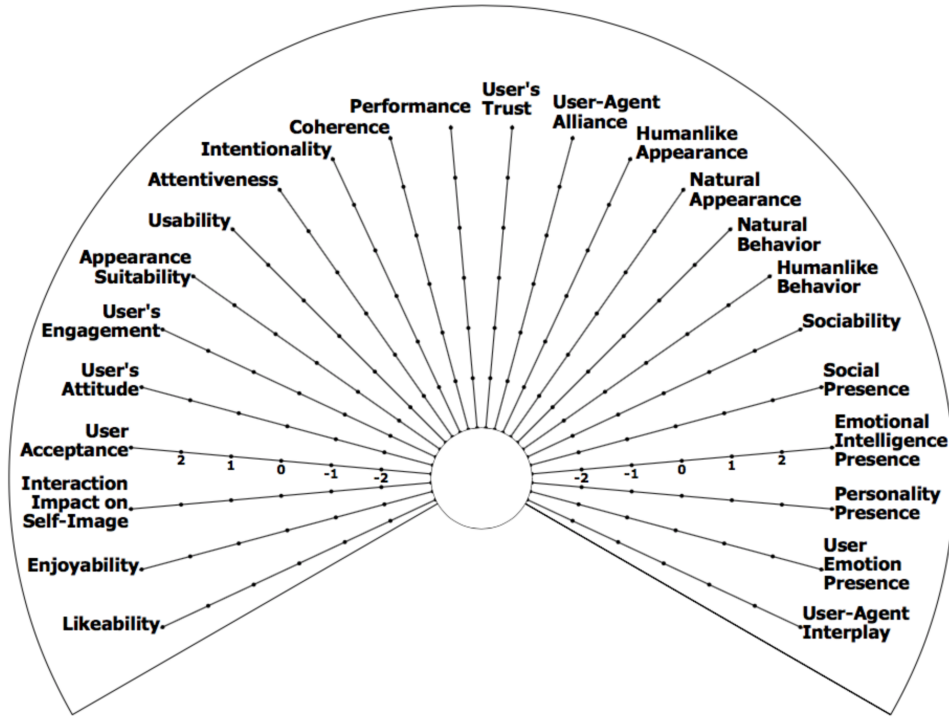 User's
Trust
Performance
User-Agent
Alliance
Coherence
Humanlike
Appearance
Intentionality
Attentiveness
Natural
Appearance
Usability
Natural
Behavior
Appearance
Suitability
Humanlike
Behavior
User's
Engagement
Sociability
User's
Attitude
Social
Presence
User
Acceptance
2 1 0 -1 -2
-2 -1 0 1 2
Emotional
Intelligence
Presence
Interaction
Impact on
Self-Image
Personality
Presence
Enjoyability
User
Emotion
Presence
Likeability
User-Agent
Interplay